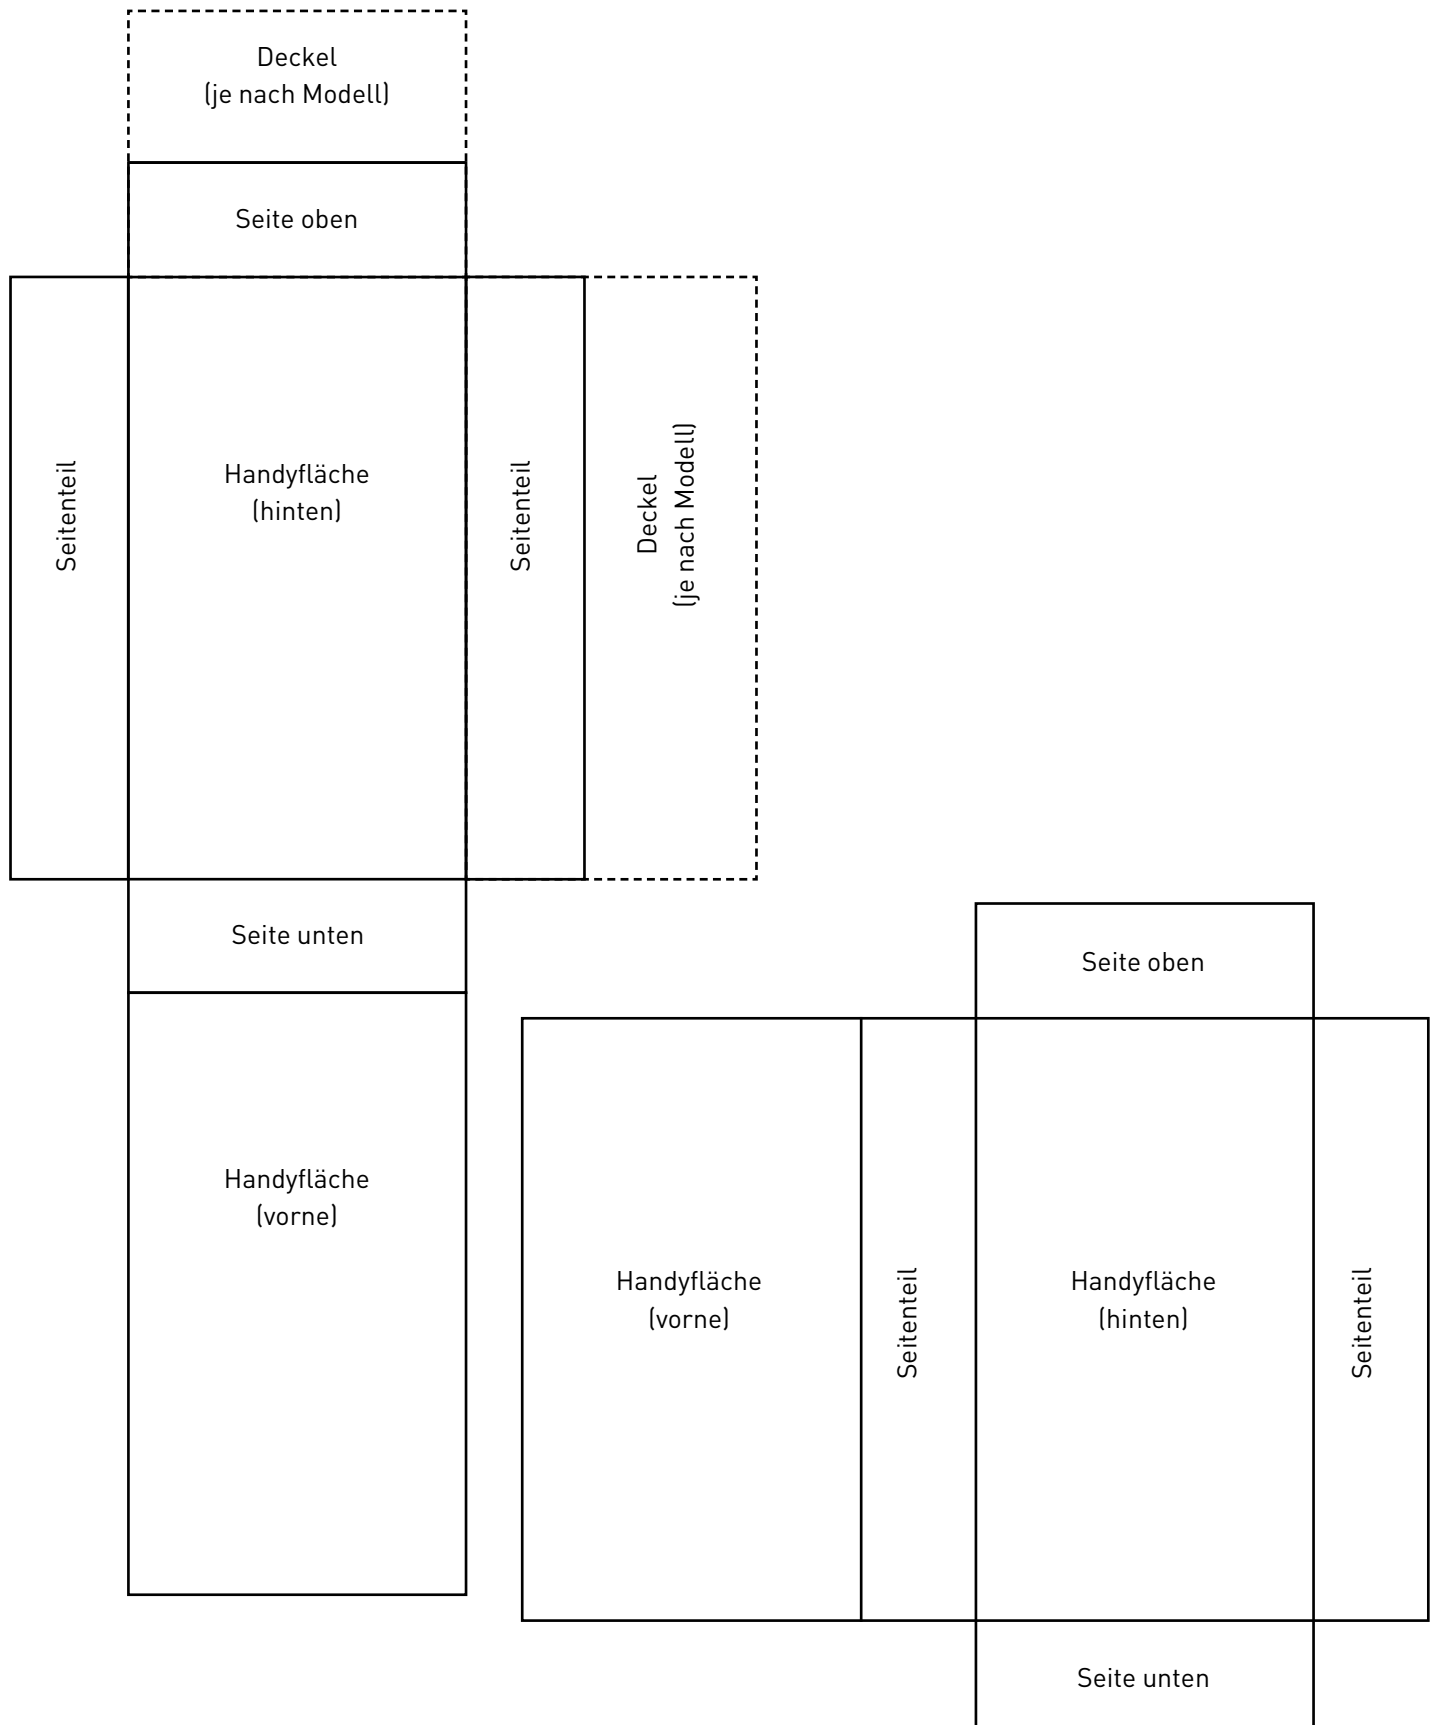 Deckel
(je nach Modell)
Seite oben
Seitenteil
Handyfläche
(hinten)
Seitenteil
Deckel
(je nach Modell)
Seite unten
Handyfläche
(vorne)
Seite oben
Handyfläche
(vorne)
Seitenteil
Handyfläche
(hinten)
Seitenteil
Seite unten